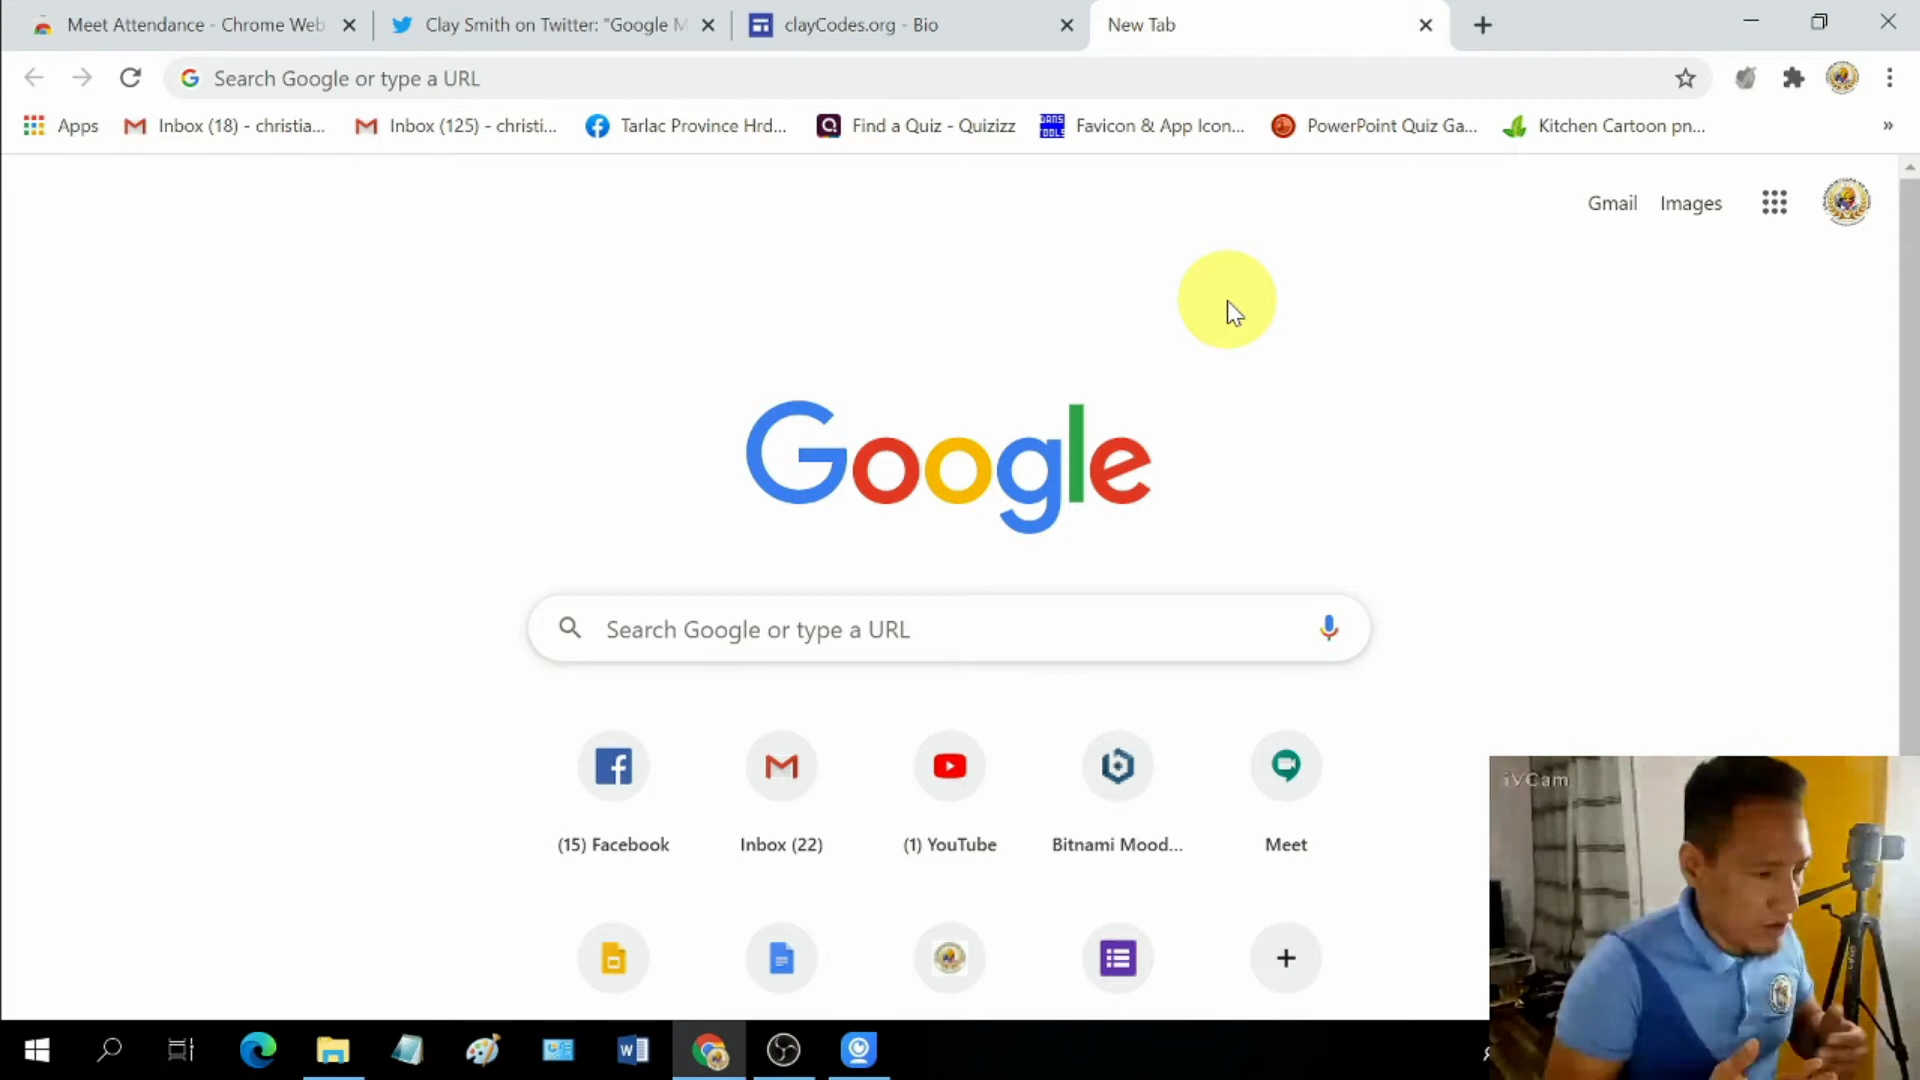 Meet Attendance - Chrome Web
Clay Smith on Twitter: "Google M
clayCodes.org - Bio
New Tab
Search Google or type a URL
Apps
Inbox (18) - christia...
Inbox (125) - christi...
Tarlac Province Hrd...
Find a Quiz - Quizizz
DANS TOOLS
Favicon & App Icon...
PowerPoint Quiz Ga...
Kitchen Cartoon pn...
Gmail
Images
Google
Search Google or type a URL
(15) Facebook
Inbox (22)
(1) YouTube
Bitnami Mood...
Meet
iVCam